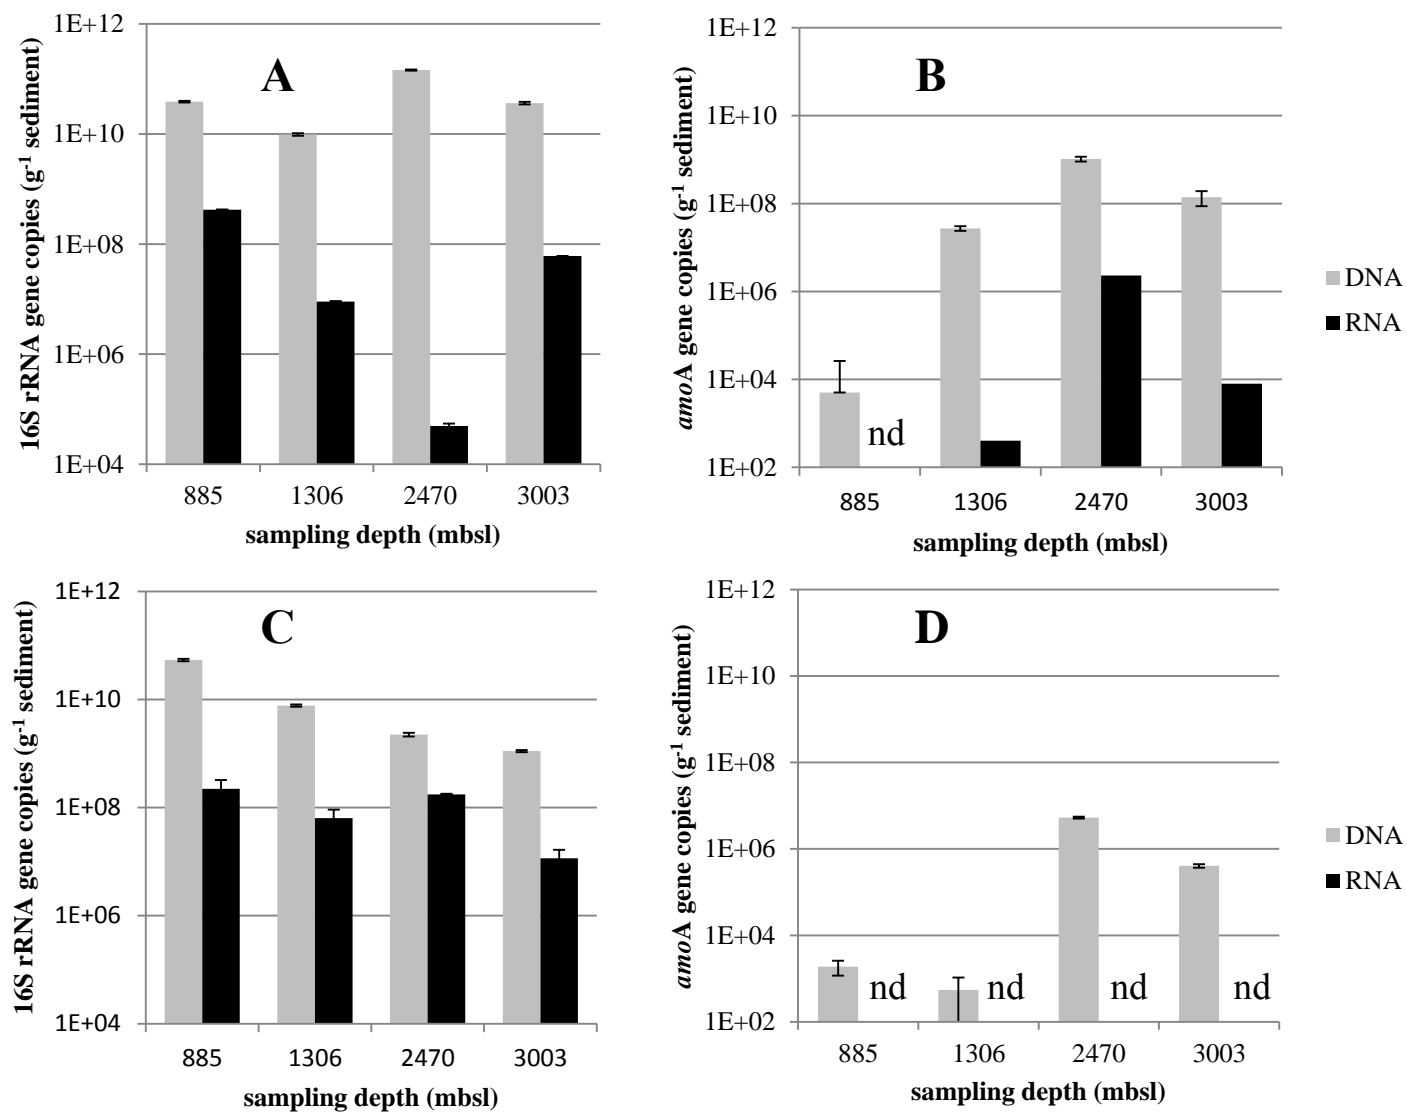 16S rRNA gene copies (g⁻¹ sediment)
1E+12
1E+10
1E+08
1E+06
1E+04
A
885 1306 2470 3003
sampling depth (mbsl)
amoA gene copies (g⁻¹ sediment)
1E+12
1E+10
1E+08
1E+06
1E+04
1E+02
B
nd
885 1306 2470 3003
sampling depth (mbsl)
DNA
RNA
16S rRNA gene copies (g⁻¹ sediment)
1E+12
1E+10
1E+08
1E+06
1E+04
C
885 1306 2470 3003
sampling depth (mbsl)
amoA gene copies (g⁻¹ sediment)
1E+12
1E+10
1E+08
1E+06
1E+04
1E+02
D
nd nd nd nd
885 1306 2470 3003
sampling depth (mbsl)
DNA
RNA